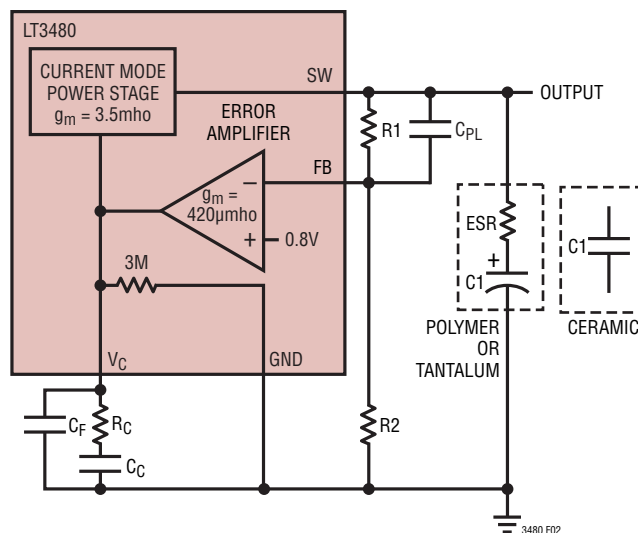 LT3480
CURRENT MODE
POWER STAGE
gm = 3.5mho
SW
OUTPUT
ERROR
AMPLIFIER
R1
CPL
FB
gm =
420µmho
–
+
0.8V
ESR
+
C1
C1
3M
POLYMER
OR
TANTALUM
CERAMIC
VC
GND
CF
RC
CC
R2
3480 F02